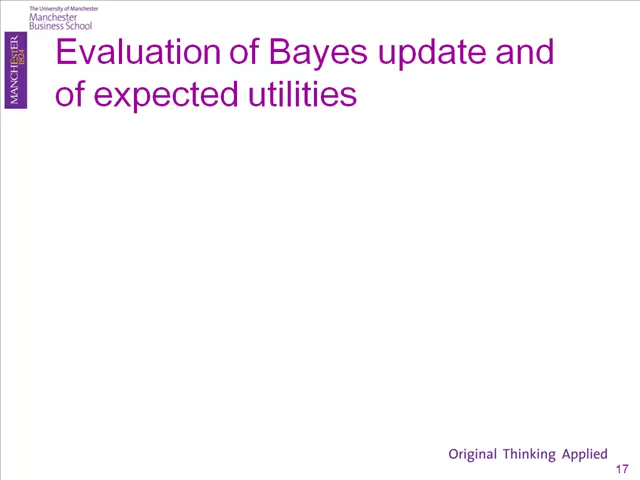 The University of Manchester
Manchester
Business School
MANCHESTER
1824
Evaluation of Bayes update and
of expected utilities
Original Thinking Applied
17